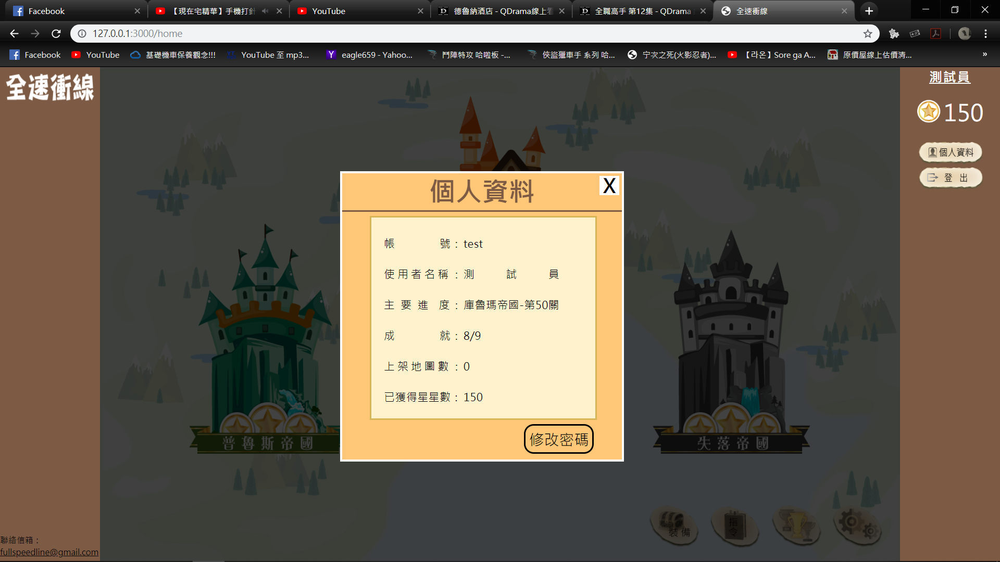 Facebook
【現在宅精華】手機打針
YouTube
德魯納酒店 - QDrama線上看
全職高手 第12集 - QDrama
全速衝線
127.0.0.1:3000/home
Facebook
YouTube
基礎機車保養觀念!!!
YouTube 至 mp3...
eagle659 - Yahoo...
鬥陣特攻 哈啦板 -...
俠盜獵車手 系列 哈...
宁次之死(火影忍者)...
【라온】Sore ga A...
原價屋線上估價清...
全速衝線
測試員
150
個人資料
登 出
個人資料
X
帳 號 : test
使用者名稱 : 測 試 員
主要進 度 : 庫魯瑪帝國-第50關
成 就 : 8/9
上架地圖數 : 0
已獲得星星數 : 150
修改密碼
普魯斯帝國
失落帝國
裝備
指令
聯絡信箱 :
fullspeedline@gmail.com